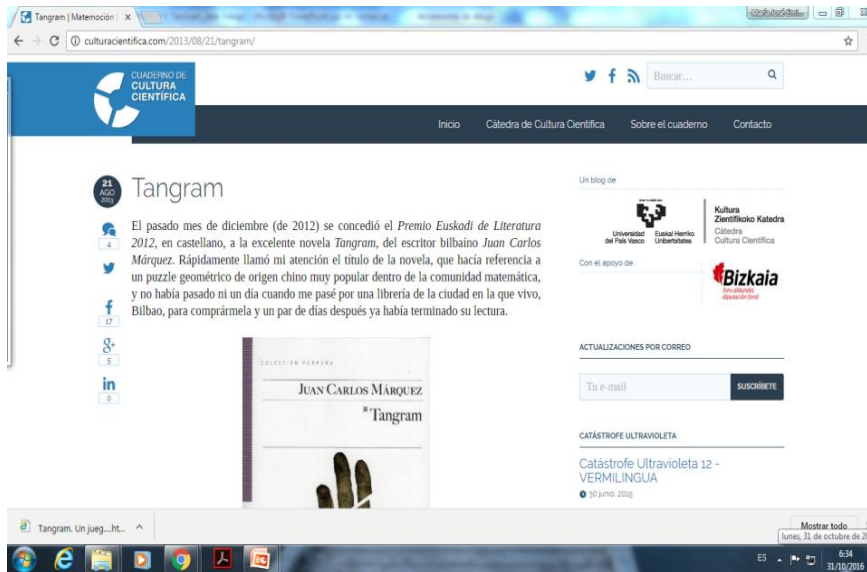 Tangram | Matemoción
culturacientifica.com/2013/08/21/tangram/
CUADERNO DE
CULTURA
CIENTÍFICA
Buscar...
Inicio Cátedra de Cultura Científica Sobre el cuaderno Contacto
21
AGO
2013
Tangram
El pasado mes de diciembre (de 2012) se concedió el Premio Euskadi de Literatura
2012, en castellano, a la excelente novela Tangram, del escritor bilbaíno Juan Carlos
Márquez. Rápidamente llamó mi atención el título de la novela, que hacía referencia a
un puzzle geométrico de origen chino muy popular dentro de la comunidad matemática,
y no había pasado ni un día cuando me pasé por una librería de la ciudad en la que vivo,
Bilbao, para comprármela y un par de días después ya había terminado su lectura.
4
17
5
0
COLECCIÓN PÚRPURA
JUAN CARLOS MÁRQUEZ
Tangram
Un blog de
Universidad del País Vasco
Euskal Herriko Unibertsitatea
Kultura
Zientifikoko Katedra
Cátedra
Cultura Científica
Con el apoyo de
Bizkaia
foru aldundia
diputación foral
ACTUALIZACIONES POR CORREO
Tu e-mail SUSCRÍBETE
CATÁSTROFE ULTRAVIOLETA
Catástrofe Ultravioleta 12 -
VERMILINGUA
30 junio, 2015
Tangram. Un jueg....ht...
Mostrar todo
lunes, 31 de octubre de 20
ES
6:34
31/10/2016